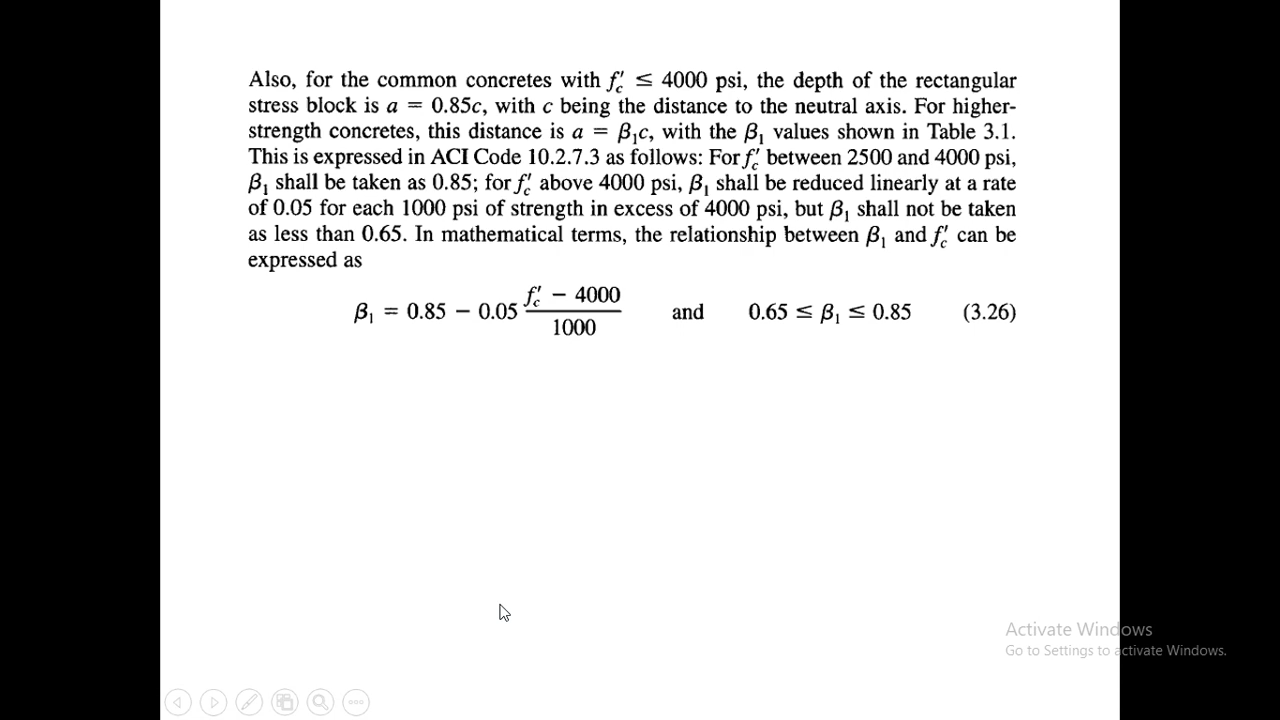 Also, for the common concretes with f′c ≤ 4000 psi, the depth of the rectangular
stress block is a = 0.85c, with c being the distance to the neutral axis. For higher-
strength concretes, this distance is a = β₁c, with the β₁ values shown in Table 3.1.
This is expressed in ACI Code 10.2.7.3 as follows: For f′c between 2500 and 4000 psi,
β₁ shall be taken as 0.85; for f′c above 4000 psi, β₁ shall be reduced linearly at a rate
of 0.05 for each 1000 psi of strength in excess of 4000 psi, but β₁ shall not be taken
as less than 0.65. In mathematical terms, the relationship between β₁ and f′c can be
expressed as
β₁ = 0.85 − 0.05 (f′c − 4000)/1000 and 0.65 ≤ β₁ ≤ 0.85 (3.26)
Activate Windows
Go to Settings to activate Windows.